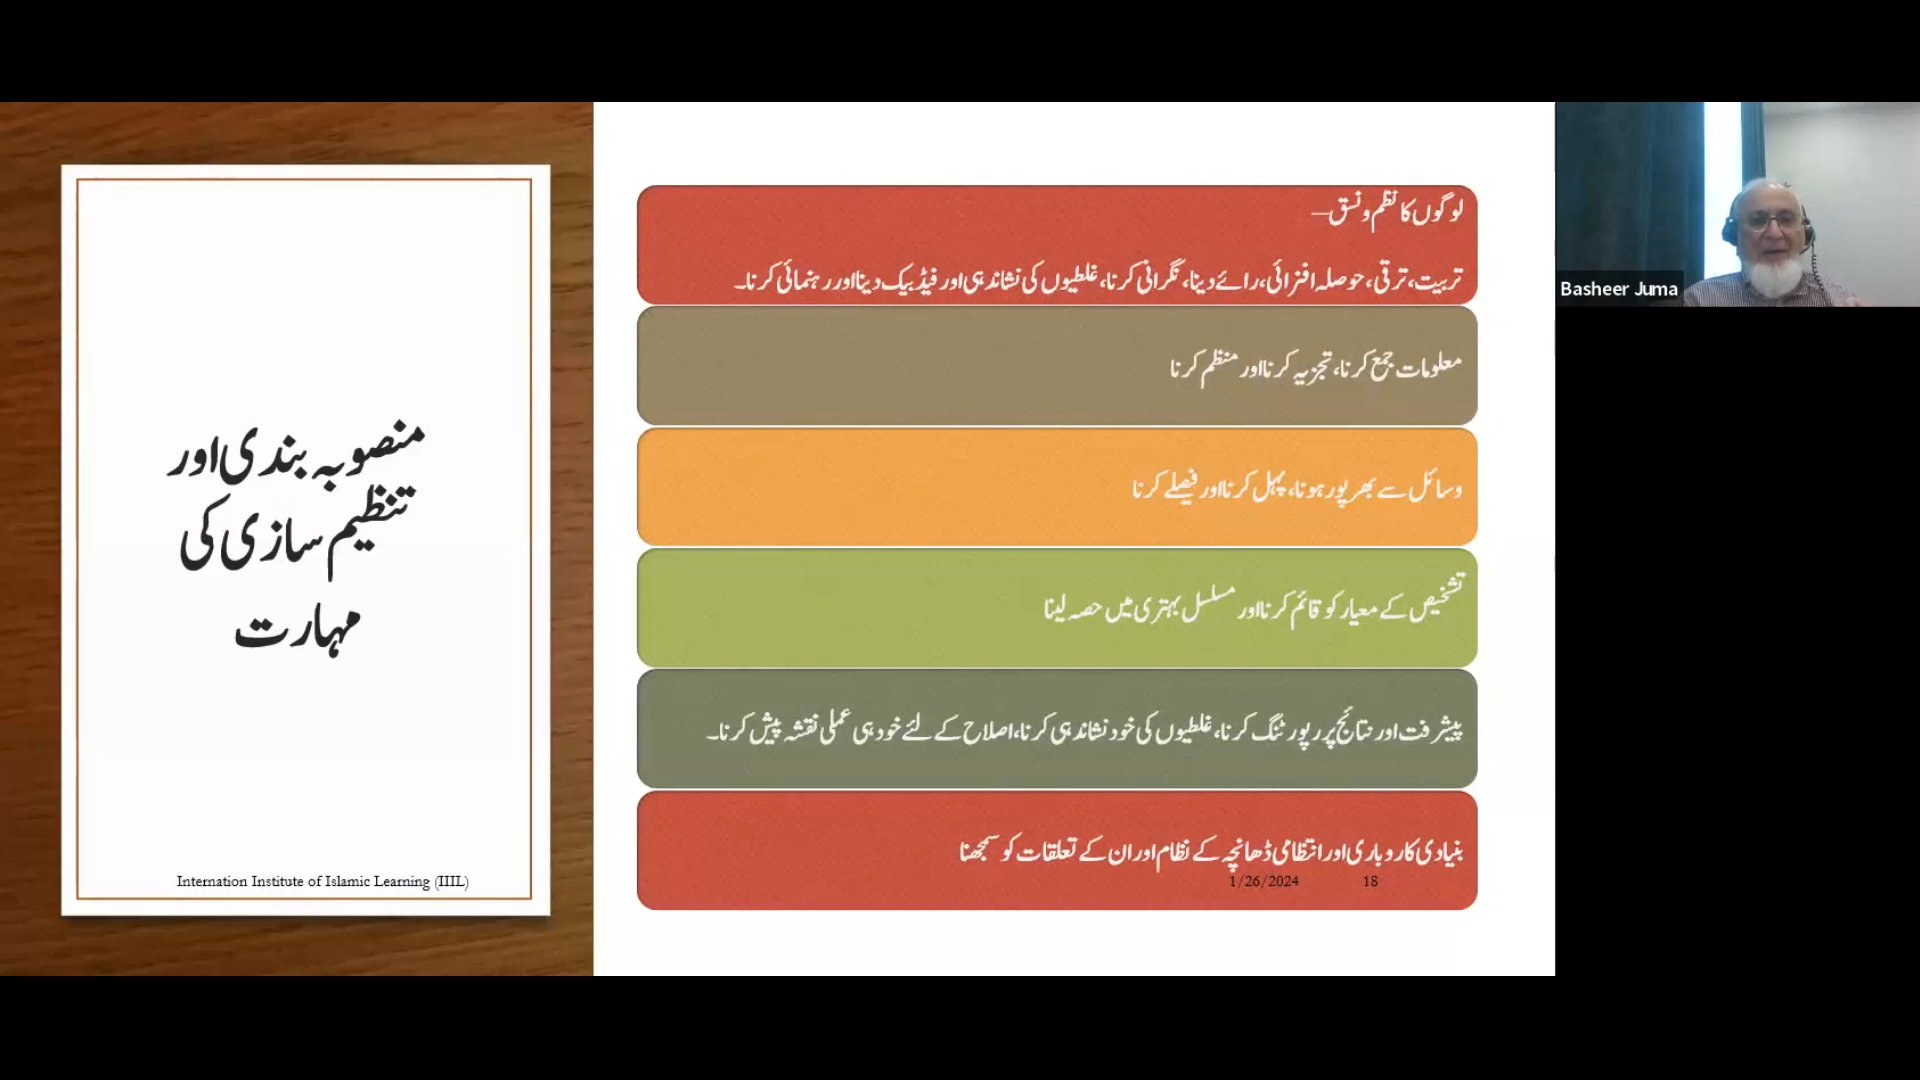 منصوبہ بندی اور
تنظیم سازی کی
مہارت
Internation Institute of Islamic Learning (IIIL)
لوگوں کا نظم و نسق–
تربیت، ترقی، حوصلہ افزائی، رائے دینا، نگرانی کرنا، غلطیوں کی نشاندہی اور فیڈبیک دینا اور رہنمائی کرنا۔
معلومات جمع کرنا، تجزیہ کرنا اور منظم کرنا
وسائل سے بھرپور ہونا، پہل کرنا اور فیصلے کرنا
تشخیص کے معیار کو قائم کرنا اور مسلسل بہتری میں حصہ لینا
پیشرفت اور نتائج پر رپورٹنگ کرنا، غلطیوں کی خود نشاندہی کرنا، اصلاح کے لئے خود ہی عملی نقشہ پیش کرنا۔
بنیادی کاروباری اور انتظامی ڈھانچہ کے نظام اور ان کے تعلقات کو سمجھنا
1/26/2024 18
Basheer Juma